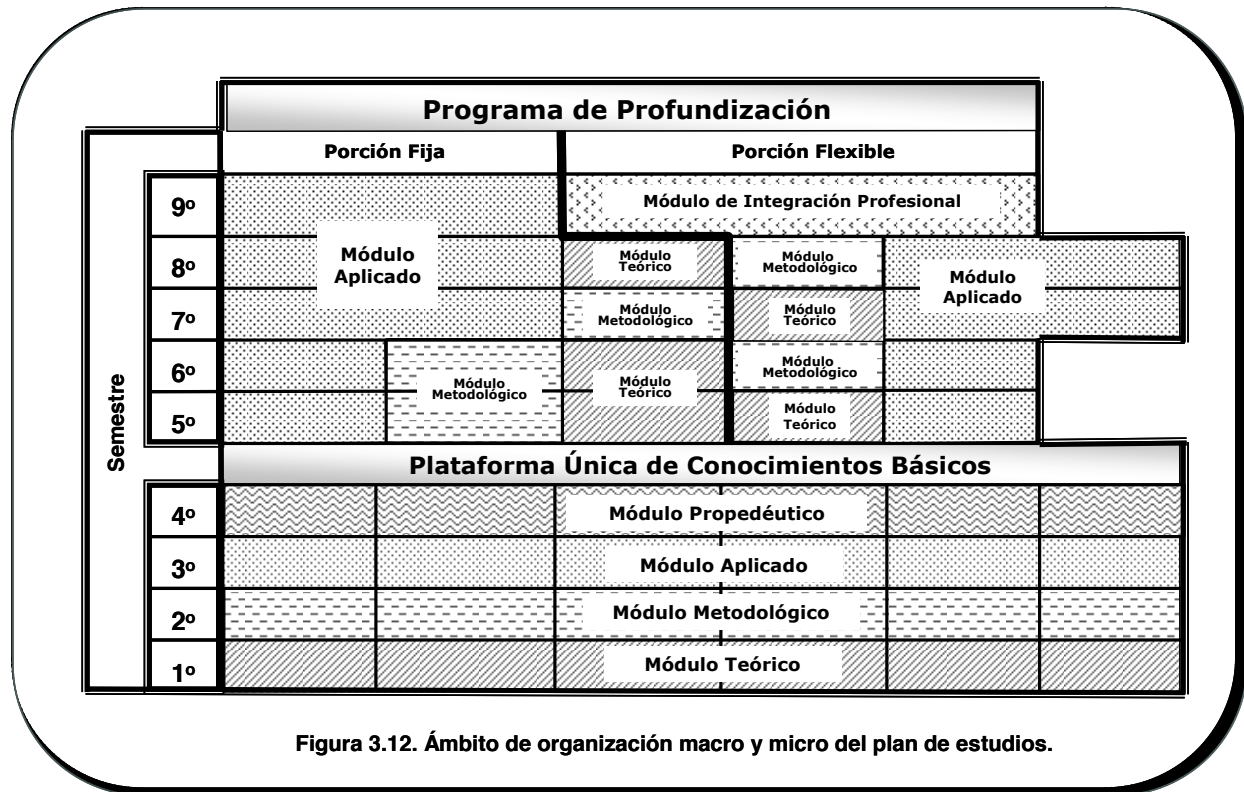 Programa de Profundización
Porción Fija
Porción Flexible
Semestre
9º
Módulo de Integración Profesional
Módulo
Aplicado
8º
Módulo
Teórico
Módulo
Metodológico
Módulo
Aplicado
7º
Módulo
Metodológico
Módulo
Teórico
6º
Módulo
Metodológico
Módulo
Teórico
Módulo
Metodológico
5º
Módulo
Teórico
Plataforma Única de Conocimientos Básicos
4º
Módulo Propedéutico
3º
Módulo Aplicado
2º
Módulo Metodológico
1º
Módulo Teórico
Figura 3.12. Ámbito de organización macro y micro del plan de estudios.